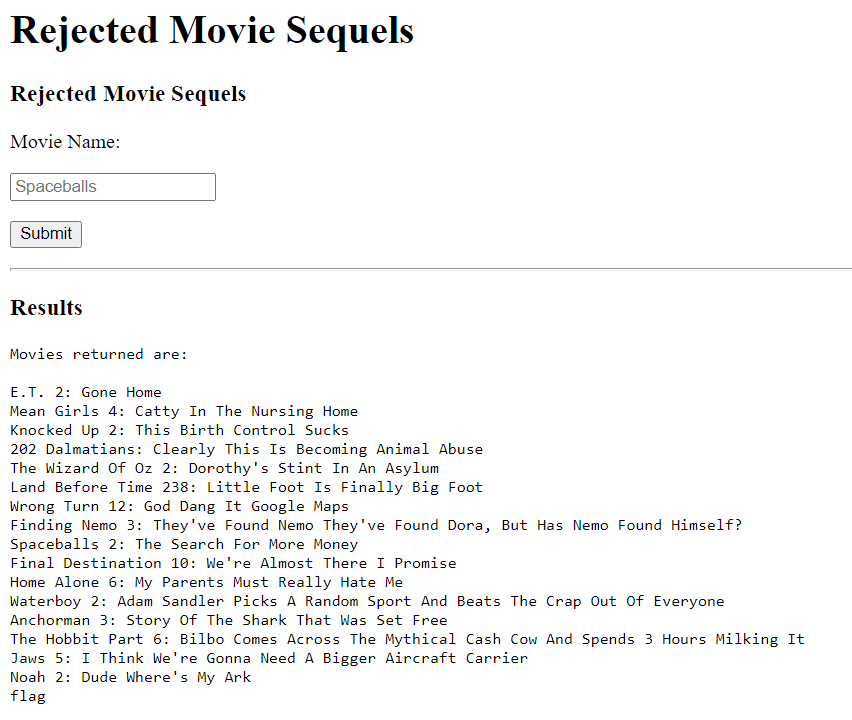 Rejected Movie Sequels
Rejected Movie Sequels
Movie Name:
Spaceballs
Submit
Results
Movies returned are:
E.T. 2: Gone Home
Mean Girls 4: Catty In The Nursing Home
Knocked Up 2: This Birth Control Sucks
202 Dalmatians: Clearly This Is Becoming Animal Abuse
The Wizard Of Oz 2: Dorothy's Stint In An Asylum
Land Before Time 238: Little Foot Is Finally Big Foot
Wrong Turn 12: God Dang It Google Maps
Finding Nemo 3: They've Found Nemo They've Found Dora, But Has Nemo Found Himself?
Spaceballs 2: The Search For More Money
Final Destination 10: We're Almost There I Promise
Home Alone 6: My Parents Must Really Hate Me
Waterboy 2: Adam Sandler Picks A Random Sport And Beats The Crap Out Of Everyone
Anchorman 3: Story Of The Shark That Was Set Free
The Hobbit Part 6: Bilbo Comes Across The Mythical Cash Cow And Spends 3 Hours Milking It
Jaws 5: I Think We're Gonna Need A Bigger Aircraft Carrier
Noah 2: Dude Where's My Ark
flag